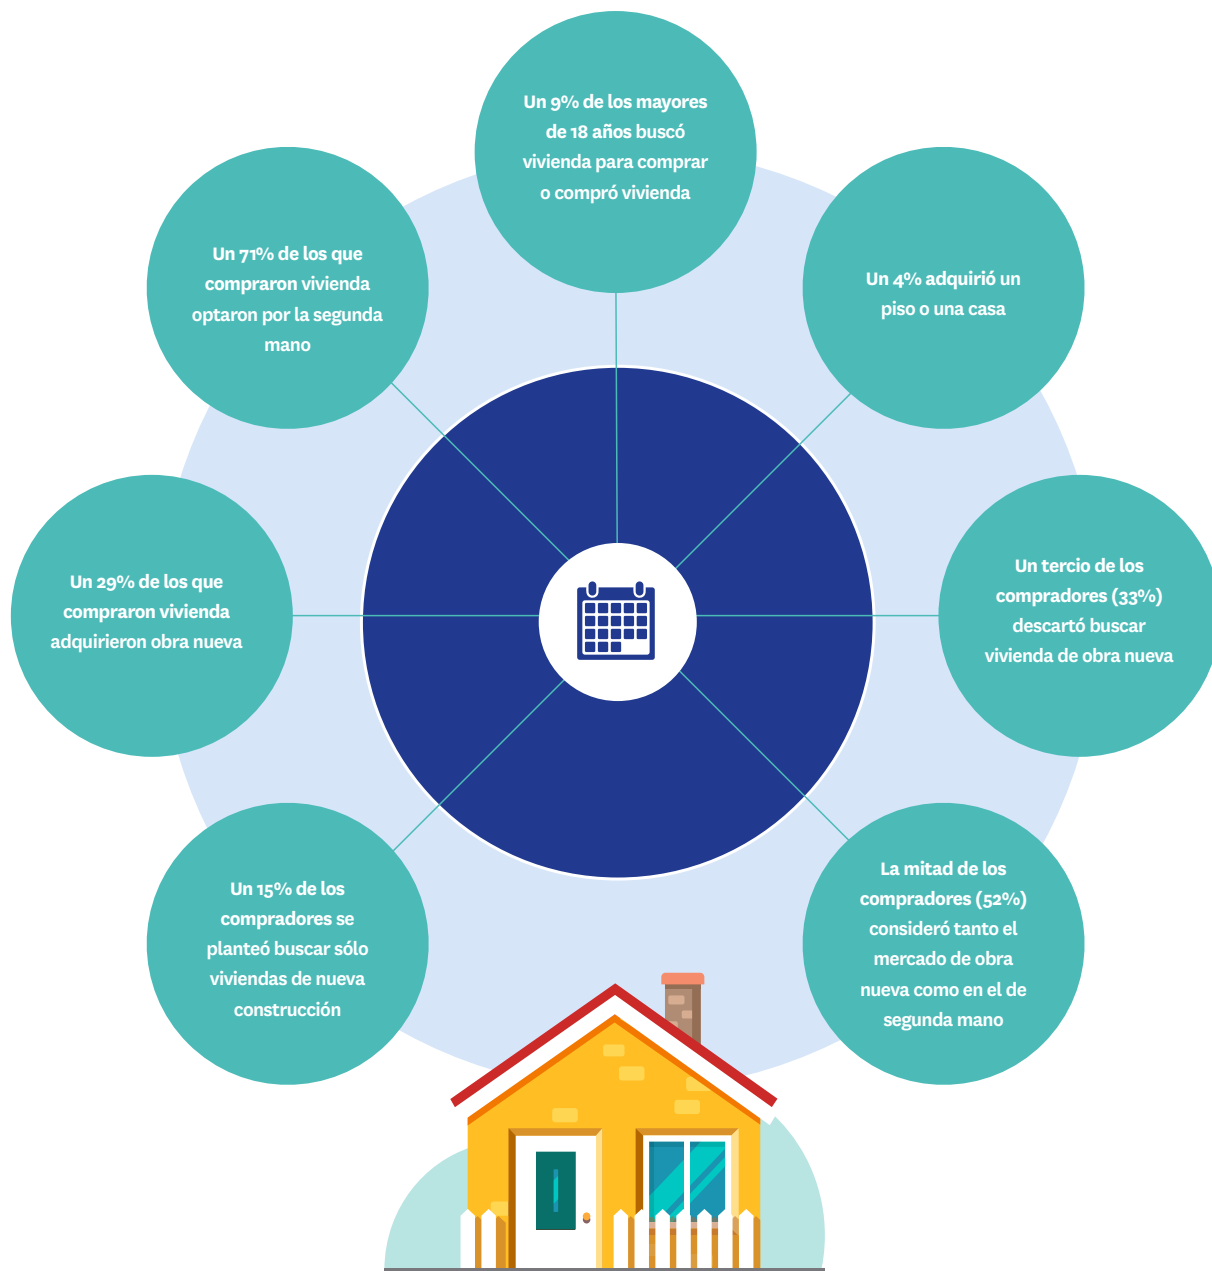 Un 9% de los mayores
de 18 años buscó
vivienda para comprar
o compró vivienda
Un 4% adquirió un
piso o una casa
Un tercio de los
compradores (33%)
descartó buscar
vivienda de obra nueva
La mitad de los
compradores (52%)
consideró tanto el
mercado de obra
nueva como en el de
segunda mano
Un 15% de los
compradores se
planteó buscar sólo
viviendas de nueva
construcción
Un 29% de los que
compraron vivienda
adquirieron obra nueva
Un 71% de los que
compraron vivienda
optaron por la segunda
mano